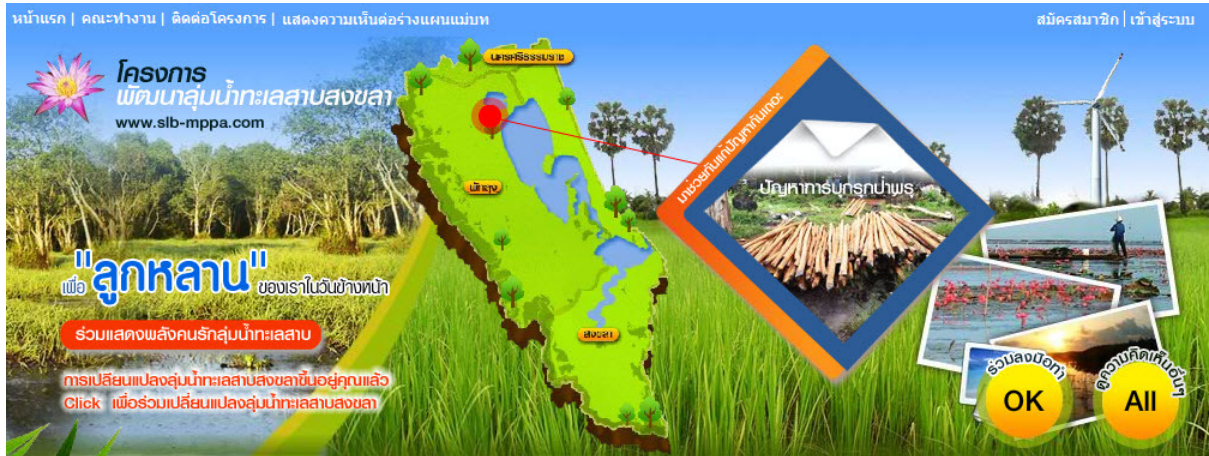 หน้าแรก | คณะทำงาน | ติดต่อโครงการ | แสดงความเห็นต่อร่างแผนแม่บท
สมัครสมาชิก | เข้าสู่ระบบ
โครงการ
พัฒนาลุ่มน้ำทะเลสาบสงขลา
www.slb-mppa.com
นครศรีธรรมราช
พัทลุง
สงขลา
มาช่วยกันแก้ปัญหากันเถอะ
ปัญหาการบุกรุกป่าพรุ
เพื่อ "ลูกหลาน" ของเราในวันข้างหน้า
ร่วมแสดงพลังคนรักลุ่มน้ำทะเลสาบ
การเปลี่ยนแปลงลุ่มน้ำทะเลสาบสงขลาขึ้นอยู่คุณแล้ว
Click เพื่อร่วมเปลี่ยนแปลงลุ่มน้ำทะเลสาบสงขลา
ร่วมลงมือทำ
OK
ดูความคิดเห็นอื่นๆ
All